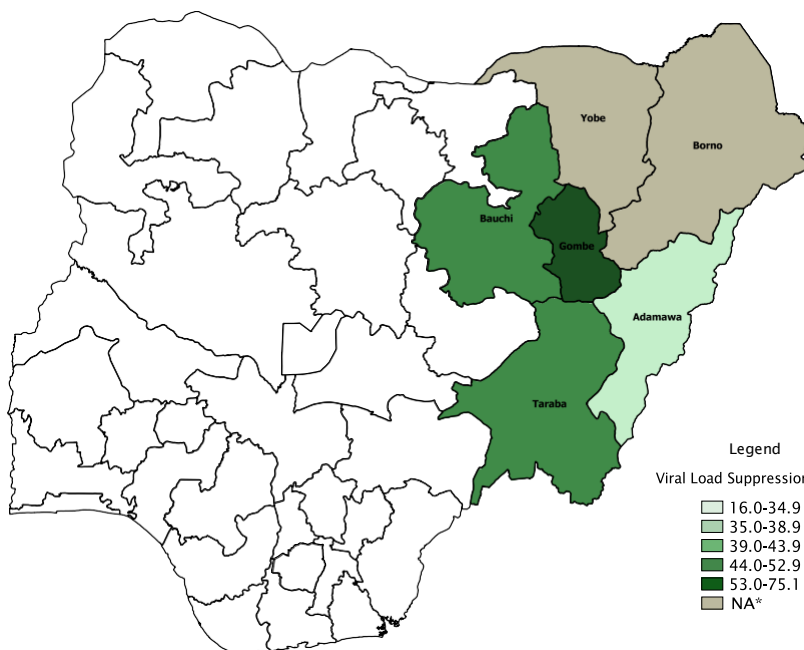 Yobe
Borno
Bauchi
Gombe
Adamawa
Taraba
Legend
Viral Load Suppression
16.0-34.9
35.0-38.9
39.0-43.9
44.0-52.9
53.0-75.1
NA*